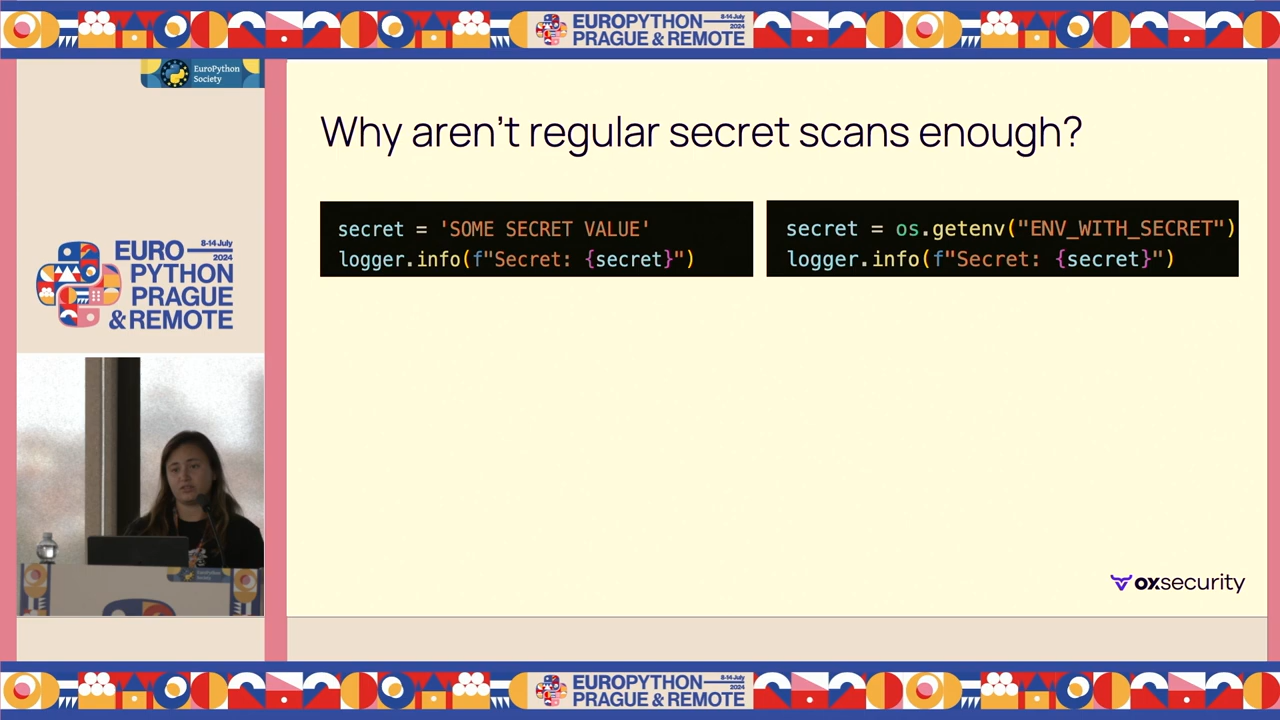 EUROPYTHON
8-14 July
2024
PRAGUE & REMOTE
EuroPython
Society
EURO
8-14 July
2024
PYTHON
PRAGUE
& REMOTE
Why aren't regular secret scans enough?
secret = 'SOME SECRET VALUE'
logger.info(f"Secret: {secret}")
secret = os.getenv("ENV_WITH_SECRET")
logger.info(f"Secret: {secret}")
oxsecurity
EuroPython
Society
EUROPYTHON
8-14 July
2024
PRAGUE & REMOTE